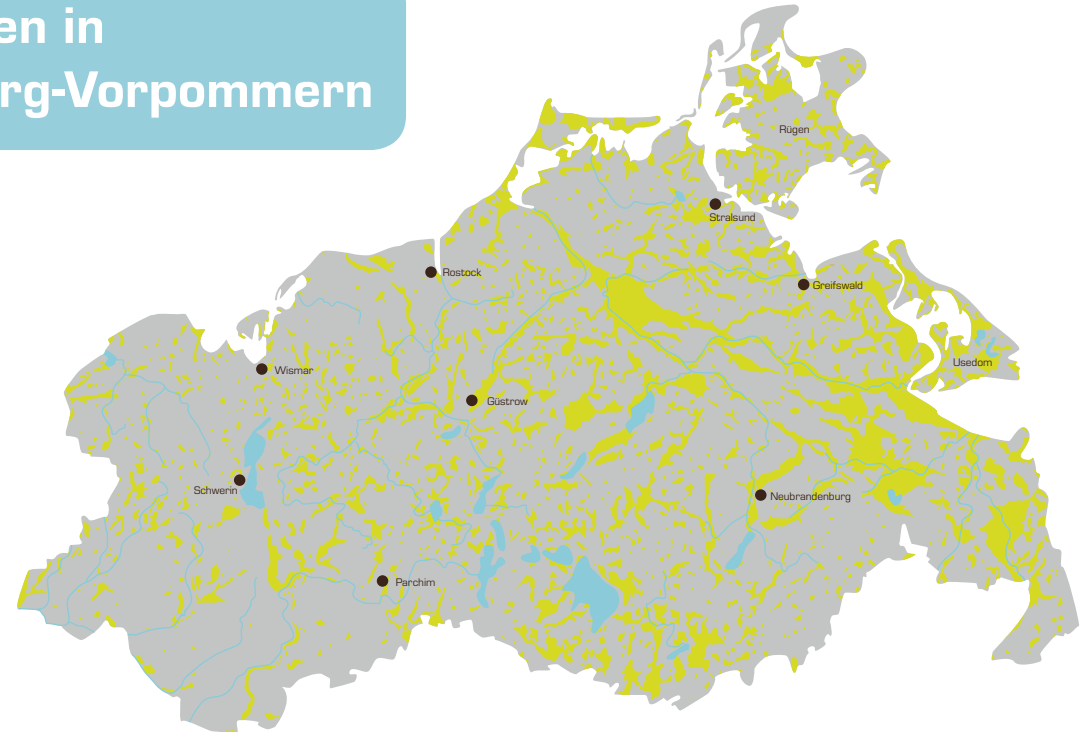 en in
rg-Vorpommern
Rügen
Stralsund
Rostock
Greifswald
Usedom
Wismar
Güstrow
Schwerin
Neubrandenburg
Parchim